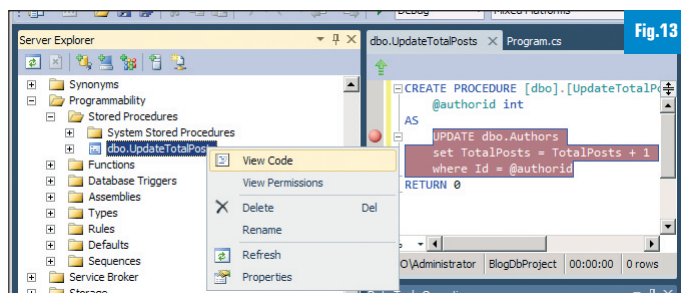 Debug
Mixed Platforms
Fig.13
Server Explorer
dbo.UpdateTotalPosts
Program.cs
Synonyms
Programmability
Stored Procedures
System Stored Procedures
dbo.UpdateTotalPos
Functions
Database Triggers
Assemblies
Types
Rules
Defaults
Sequences
Service Broker
Storage
View Code
View Permissions
Delete Del
Rename
Refresh
Properties
CREATE PROCEDURE [dbo].[UpdateTotalPo
@authorid int
AS
UPDATE dbo.Authors
set TotalPosts = TotalPosts + 1
where Id = @authorid
RETURN 0
O\Administrator
BlogDbProject
00:00:00
0 rows